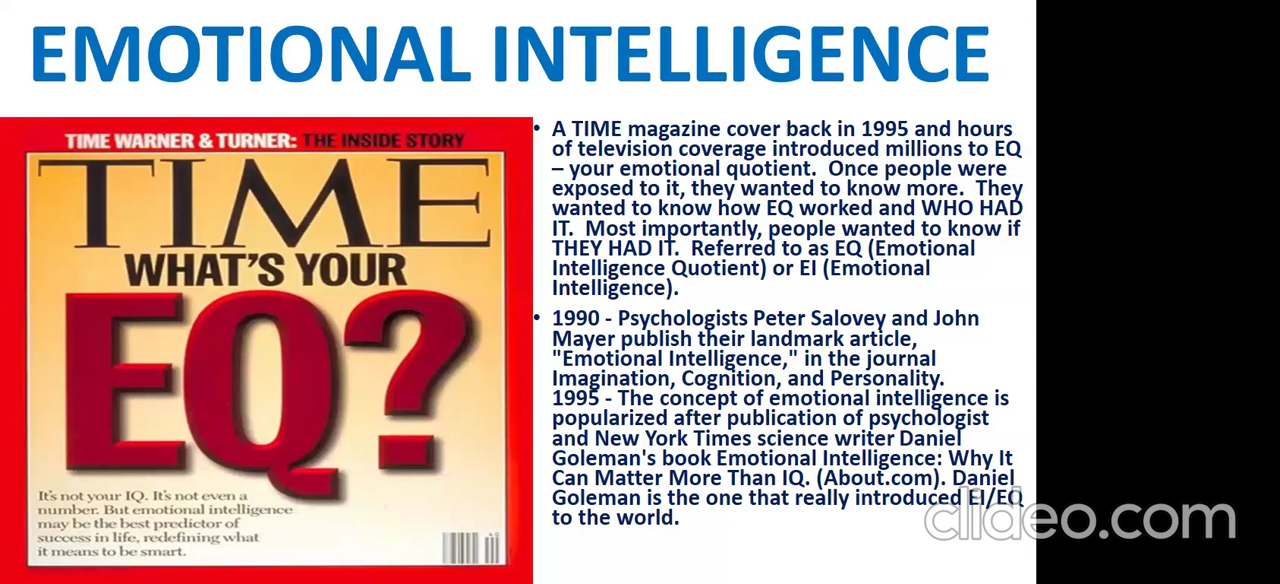 EMOTIONAL INTELLIGENCE
TIME WARNER & TURNER: THE INSIDE STORY
TIME
WHAT'S YOUR
EQ?
It's not your IQ. It's not even a
number. But emotional intelligence
may be the best predictor of
success in life, redefining what
it means to be smart.
• A TIME magazine cover back in 1995 and hours
of television coverage introduced millions to EQ
– your emotional quotient. Once people were
exposed to it, they wanted to know more. They
wanted to know how EQ worked and WHO HAD
IT. Most importantly, people wanted to know if
THEY HAD IT. Referred to as EQ (Emotional
Intelligence Quotient) or EI (Emotional
Intelligence).
• 1990 - Psychologists Peter Salovey and John
Mayer publish their landmark article,
"Emotional Intelligence," in the journal
Imagination, Cognition, and Personality.
1995 - The concept of emotional intelligence is
popularized after publication of psychologist
and New York Times science writer Daniel
Goleman's book Emotional Intelligence: Why It
Can Matter More Than IQ. (About.com). Daniel
Goleman is the one that really introduced EI/EQ
to the world.
clideo.com